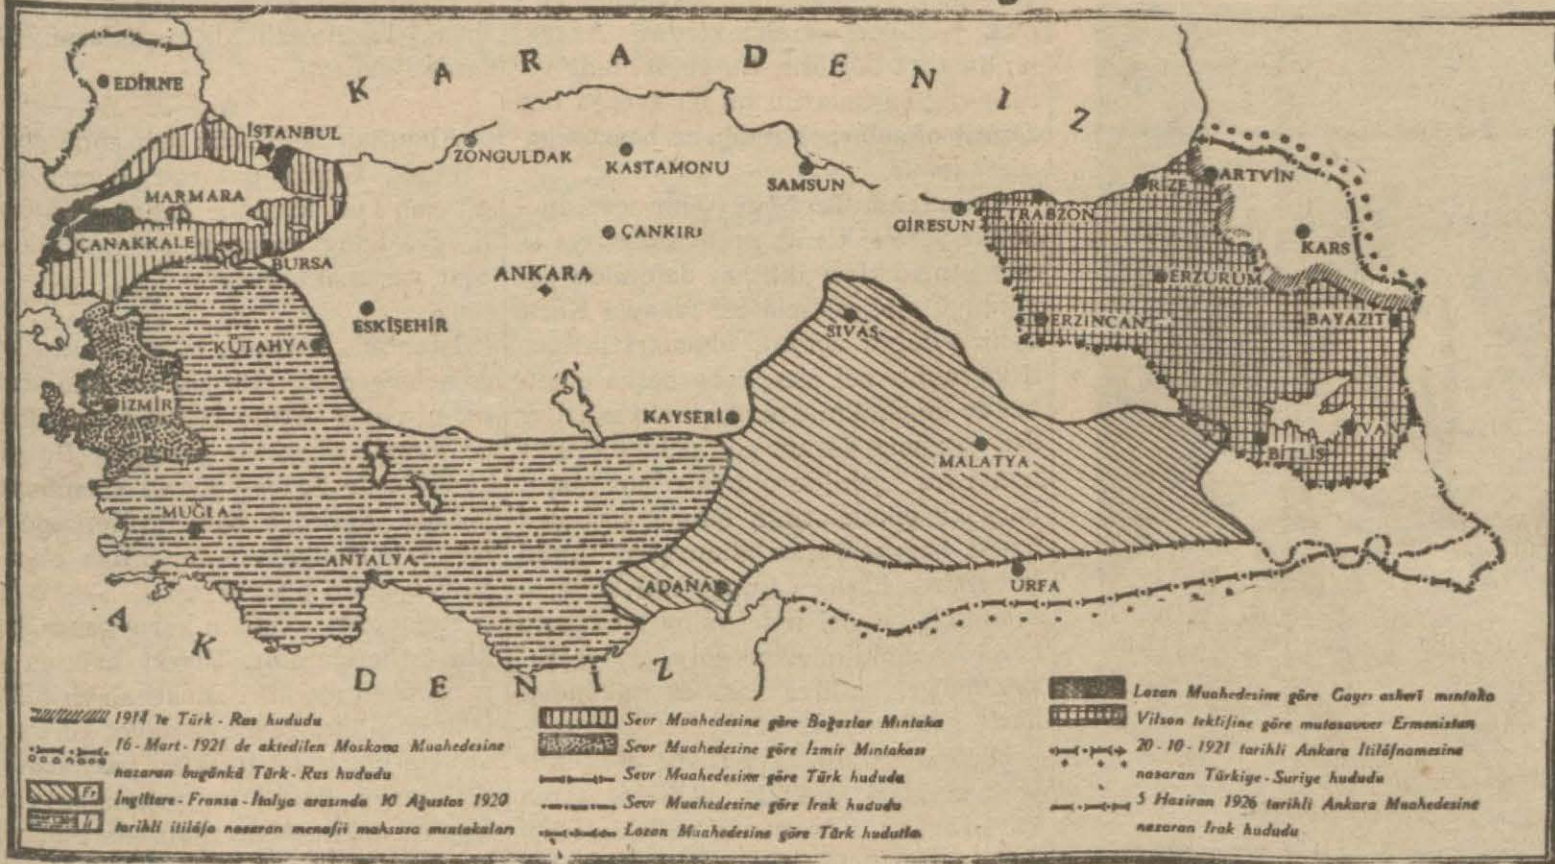 KARADENİZ
EDİRNE
İSTANBUL
ZONGULDAK
KASTAMONU
SAMSUN
ARTVİN
RİZE
MARMARA
TRABZON
GİRESUN
ÇANAKKALE
ÇANKIRI
KARS
BURSA
ANKARA
ERZURUM
ESKİŞEHİR
SIVAS
ERZİNCAN
BAYAZIT
KÜTAHYA
İZMİR
KAYSERİ
VAN
BİTLİS
MALATYA
MUĞLA
ANTALYA
ADANA
URFA
AKDENİZ
1914 te Türk - Rus hududu
16 - Mart - 1921 de aktedilen Moskova Muahedesine
nazaran bugünkü Türk - Rus hududu
Fr
İngiltere - Fransa - İtalya arasında 10 Ağustos 1920
İt
tarihli itilâfa nazaran menafii mahsusa mıntakaları
Sevr Muahedesine göre Boğazlar Mıntaka
Sevr Muahedesine göre İzmir Mıntakası
Sevr Muahedesine göre Türk hududu
Sevr Muahedesine göre Irak hududu
Lozan Muahedesine göre Türk hudutla
Lozan Muahedesine göre Gayrı askerî mıntaka
Vilson teklifine göre mutasavver Ermenistan
20 - 10 - 1921 tarihli Ankara İtilâfnamesine
nazaran Türkiye - Suriye hududu
5 Haziran 1926 tarihli Ankara Muahedesine
nazaran Irak hududu